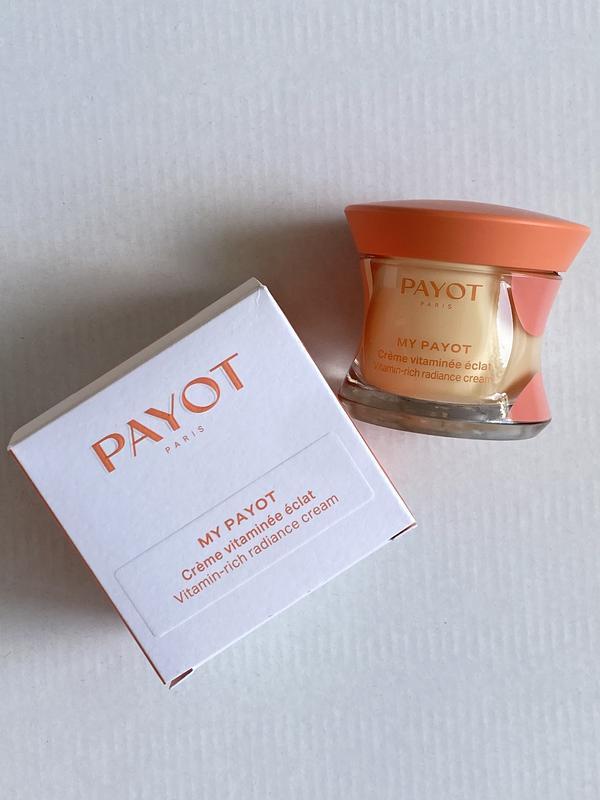 PAYOT
PARIS
MY PAYOT
Crème vitaminée éclat
Vitamin-rich radiance cream
PAYOT
PARIS
MY PAYOT
Crème vitaminée éclat
Vitamin-rich radiance cream